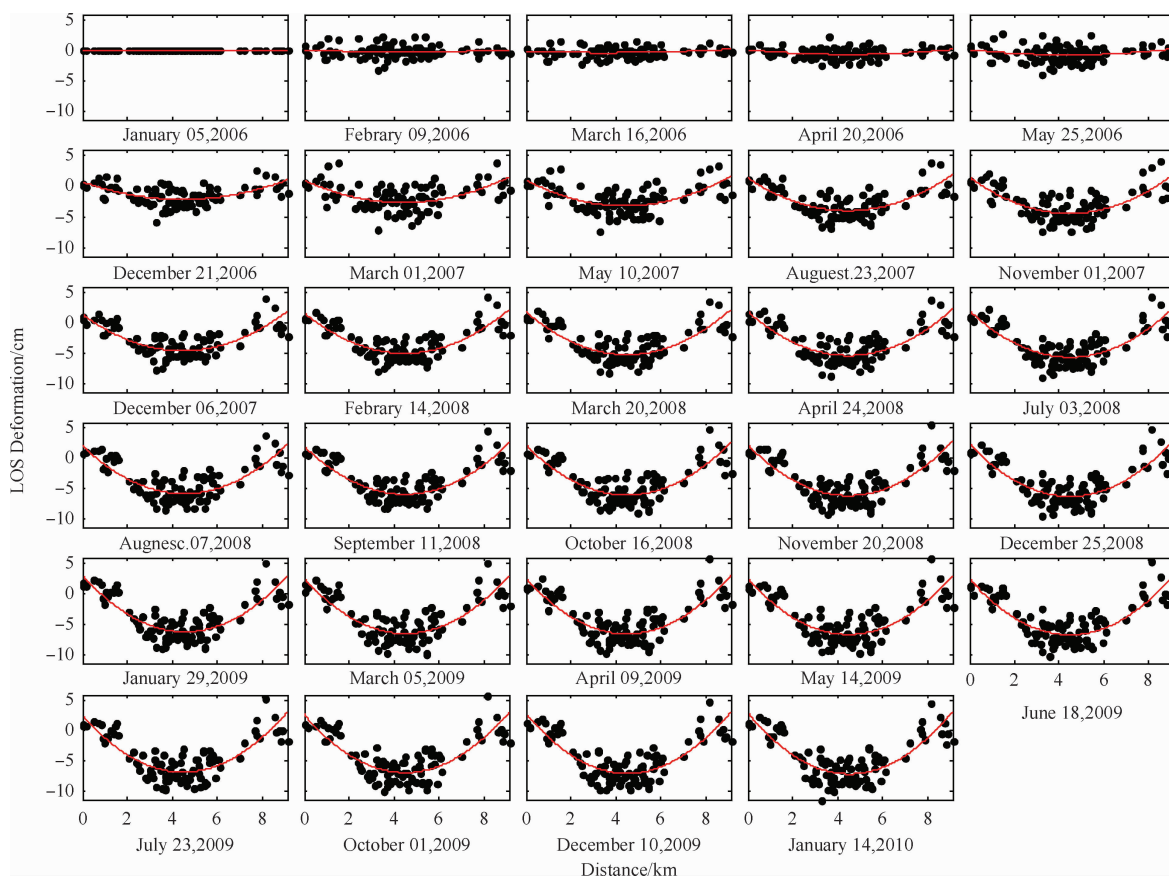 5
0
−5
−10
January 05,2006
Febrary 09,2006
March 16,2006
April 20,2006
May 25,2006
5
0
−5
−10
December 21,2006
March 01,2007
May 10,2007
Auguest.23,2007
November 01,2007
5
0
−5
−10
December 06,2007
Febrary 14,2008
March 20,2008
April 24,2008
July 03,2008
LOS Deformation/cm
5
0
−5
−10
Augnesc.07,2008
September 11,2008
October 16,2008
November 20,2008
December 25,2008
5
0
−5
−10
January 29,2009
March 05,2009
April 09,2009
May 14,2009
0 2 4 6 8
June 18,2009
5
0
−5
−10
0 2 4 6 8
0 2 4 6 8
0 2 4 6 8
0 2 4 6 8
July 23,2009
October 01,2009
December 10,2009
January 14,2010
Distance/km